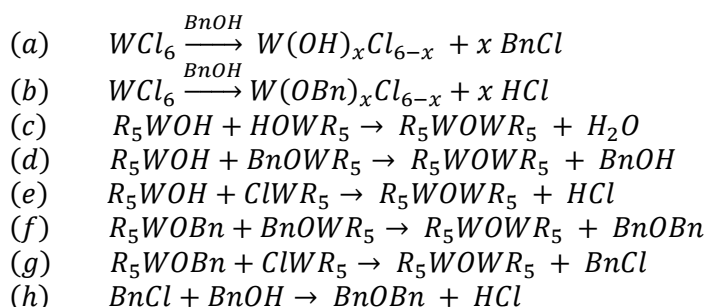 (a) WCl₆ →^{BnOH} W(OH)ₓCl₆₋ₓ + x BnCl
(b) WCl₆ →^{BnOH} W(OBn)ₓCl₆₋ₓ + x HCl
(c) R₅WOH + HOWR₅ → R₅WOWR₅ + H₂O
(d) R₅WOH + BnOWR₅ → R₅WOWR₅ + BnOH
(e) R₅WOH + ClWR₅ → R₅WOWR₅ + HCl
(f) R₅WOBn + BnOWR₅ → R₅WOWR₅ + BnOBn
(g) R₅WOBn + ClWR₅ → R₅WOWR₅ + BnCl
(h) BnCl + BnOH → BnOBn + HCl